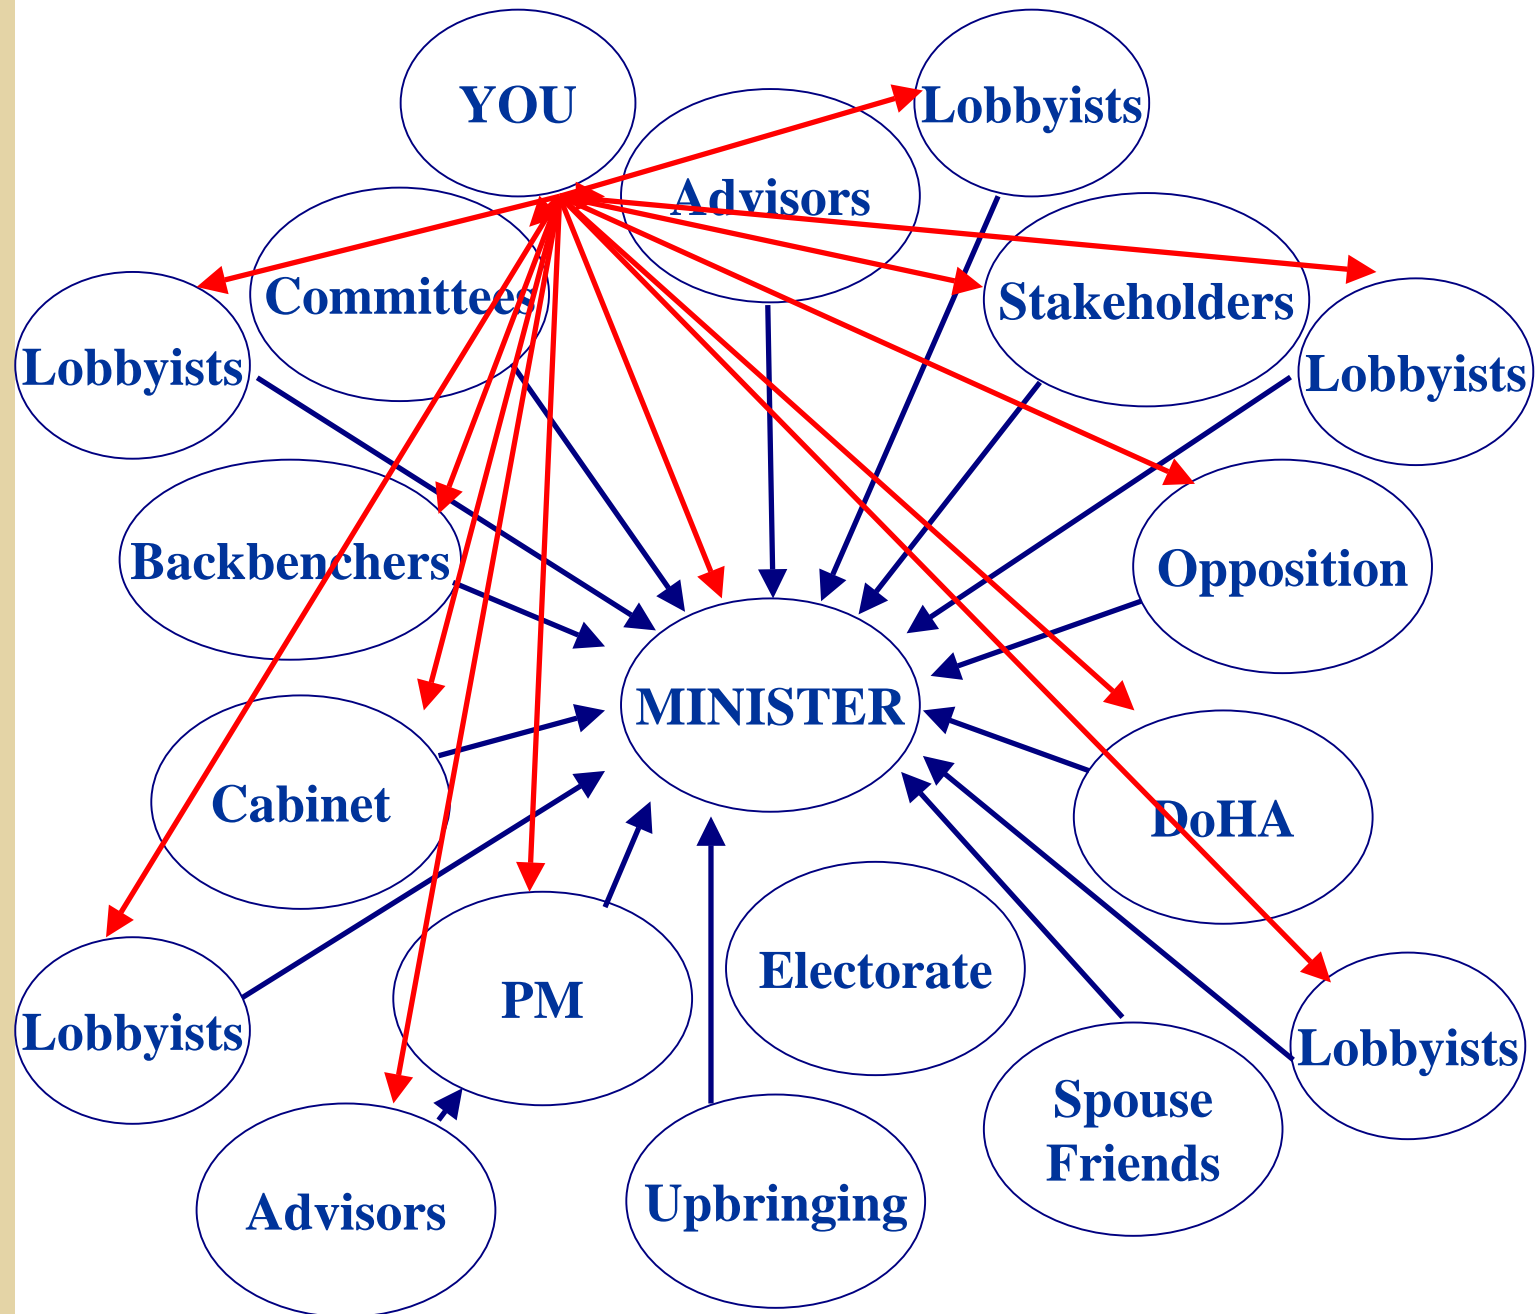 YOU
Lobbyists
Advisors
Committees
Stakeholders
Lobbyists
Lobbyists
Backbenchers
Opposition
MINISTER
Cabinet
DoHA
Electorate
PM
Lobbyists
Lobbyists
Spouse
Friends
Upbringing
Advisors